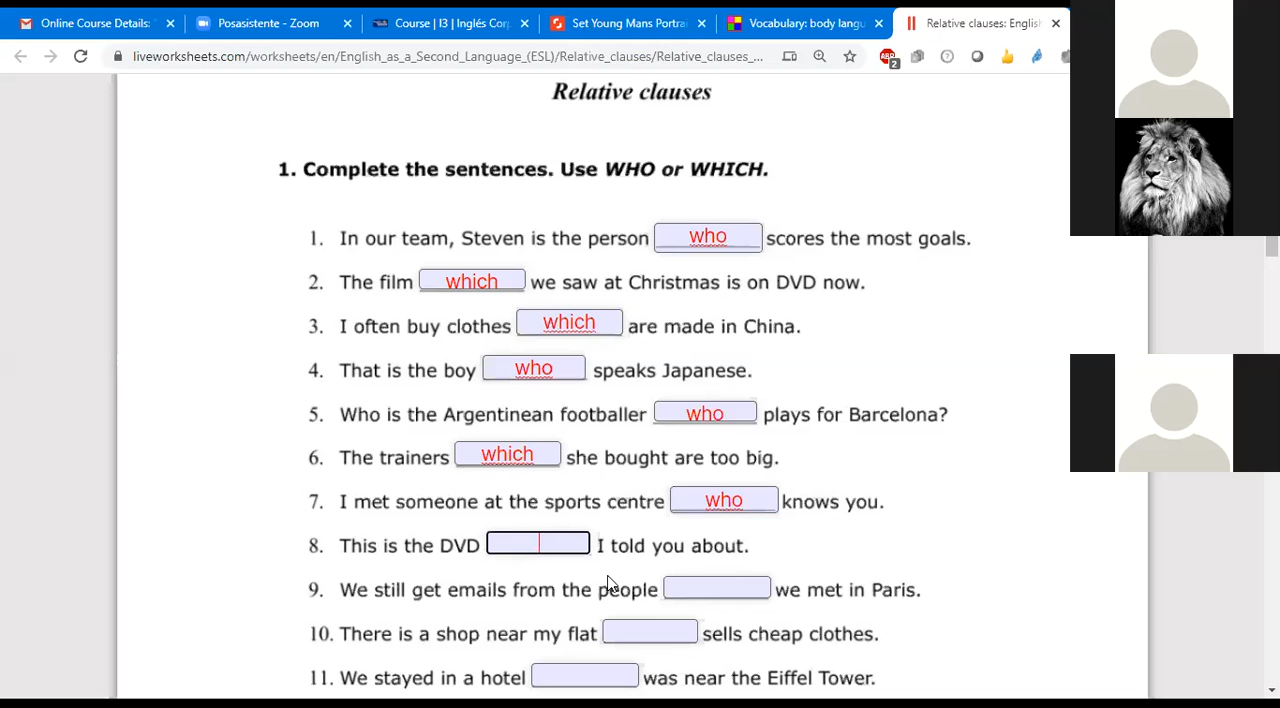 Online Course Details:
Posasistente - Zoom
Course | I3 | Inglés Cor
Set Young Mans Portrai
Vocabulary: body langu
Relative clauses: Englis
liveworksheets.com/worksheets/en/English_as_a_Second_Language_(ESL)/Relative_clauses/Relative_clauses_...
2
Relative clauses
1. Complete the sentences. Use WHO or WHICH.
1. In our team, Steven is the person who scores the most goals.
2. The film which we saw at Christmas is on DVD now.
3. I often buy clothes which are made in China.
4. That is the boy who speaks Japanese.
5. Who is the Argentinean footballer who plays for Barcelona?
6. The trainers which she bought are too big.
7. I met someone at the sports centre who knows you.
8. This is the DVD I told you about.
9. We still get emails from the people we met in Paris.
10. There is a shop near my flat sells cheap clothes.
11. We stayed in a hotel was near the Eiffel Tower.